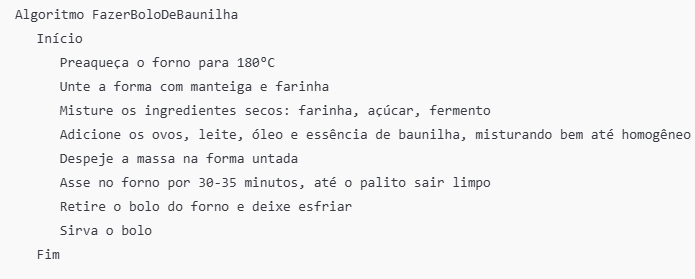 Algoritmo FazerBoloDeBaunilha
Início
Preaqueça o forno para 180°C
Unte a forma com manteiga e farinha
Misture os ingredientes secos: farinha, açúcar, fermento
Adicione os ovos, leite, óleo e essência de baunilha, misturando bem até homogêneo
Despeje a massa na forma untada
Asse no forno por 30-35 minutos, até o palito sair limpo
Retire o bolo do forno e deixe esfriar
Sirva o bolo
Fim